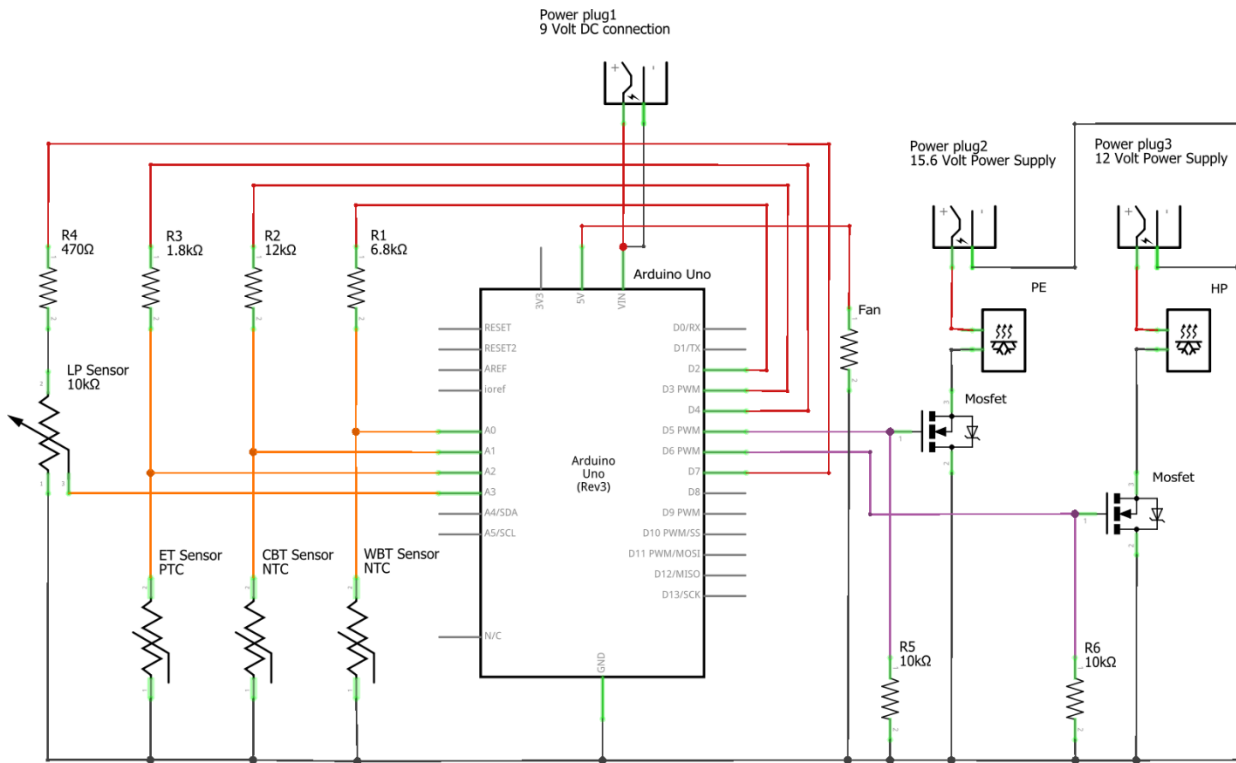 Power plug1
9 Volt DC connection
Power plug2
15.6 Volt Power Supply
Power plug3
12 Volt Power Supply
+
-
+
-
+
-
R4
470Ω
R3
1.8kΩ
R2
12kΩ
R1
6.8kΩ
Arduino Uno
PE
HP
3V3
5V
VIN
Fan
LP Sensor
10kΩ
RESET
RESET2
AREF
ioref
A0
A1
A2
A3
A4/SDA
A5/SCL
N/C
D0/RX
D1/TX
D2
D3 PWM
D4
D5 PWM
D6 PWM
D7
D8
D9 PWM
D10 PWM/SS
D11 PWM/MOSI
D12/MISO
D13/SCK
Arduino
Uno
(Rev3)
GND
Mosfet
Mosfet
ET Sensor
PTC
CBT Sensor
NTC
WBT Sensor
NTC
R5
10kΩ
R6
10kΩ